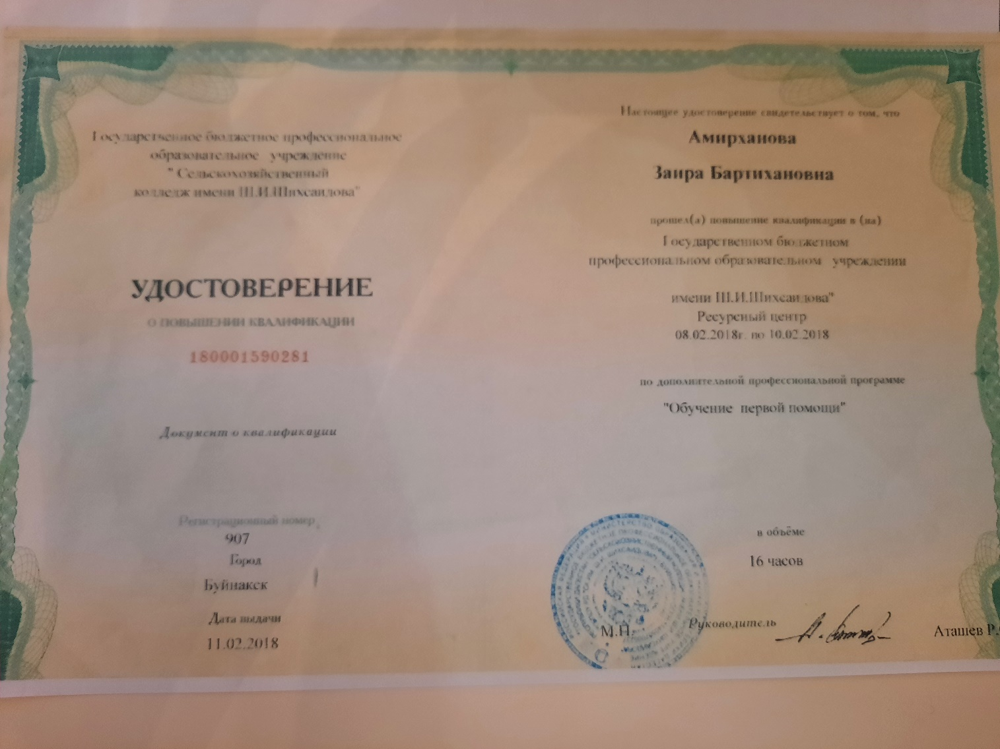 Государственное бюджетное профессиональное
образовательное учреждение
" Сельскохозяйственный
колледж имени Ш.И.Шихсаидова"
УДОСТОВЕРЕНИЕ
О ПОВЫШЕНИИ КВАЛИФИКАЦИИ
180001590281
Документ о квалификации
Регистрационный номер
907
Город
Буйнакск
Дата выдачи
11.02.2018
Настоящее удостоверение свидетельствует о том, что
Амирханова
Заира Бартихановна
прошел(а) повышение квалификации в (на)
Государственном бюджетном
профессиональном образовательном учреждении
имени Ш.И.Шихсаидова"
Ресурсный центр
08.02.2018г. по 10.02.2018
по дополнительной профессиональной программе
"Обучение первой помощи"
в объёме
16 часов
М.П.
Руководитель
Аташев Р.